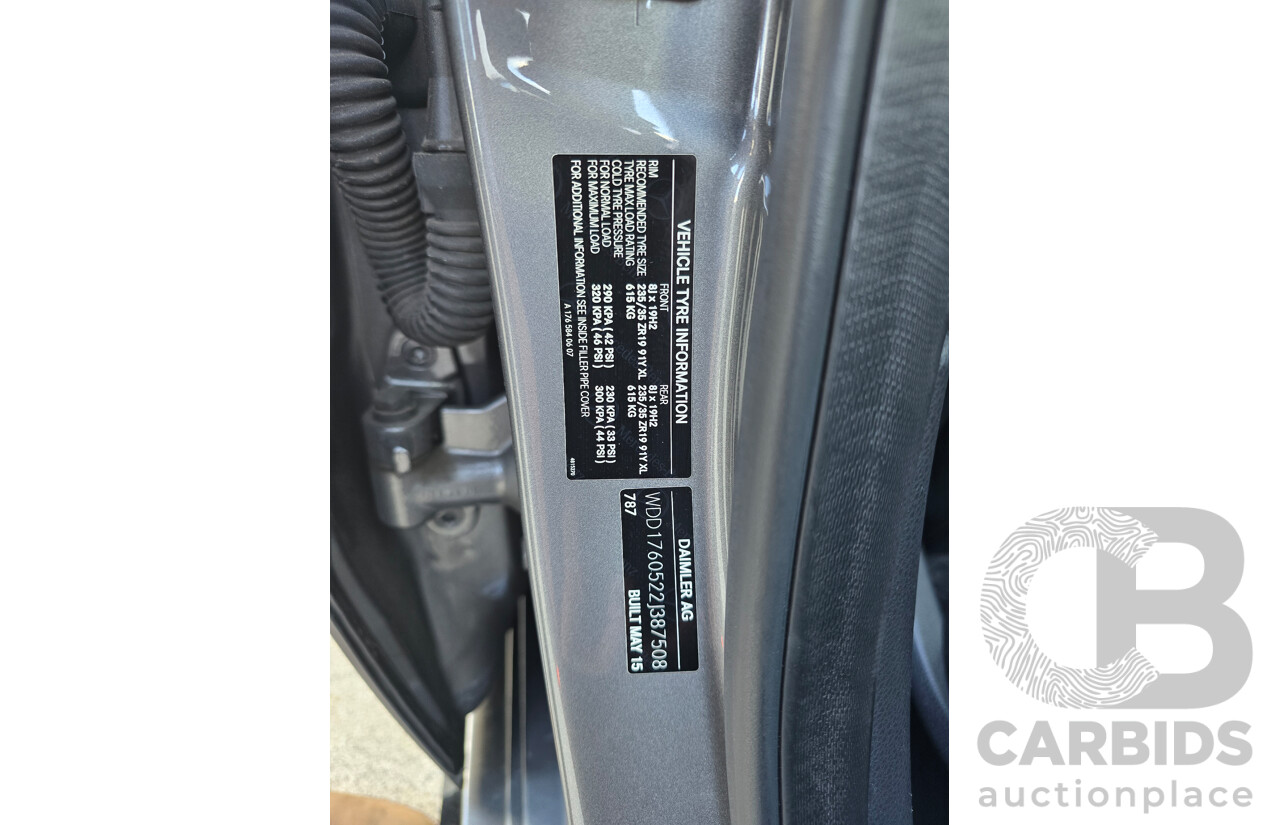 VEHICLE TYRE INFORMATION
FRONT REAR
RIM 8J x 19H2 8J x 19H2
RECOMMENDED TYRE SIZE 235/35 ZR19 91Y XL 235/35 ZR19 91Y XL
TYRE MAX LOAD RATING 615 KG 615 KG
COLD TYRE PRESSURE
FOR NORMAL LOAD 290 KPA (42 PSI) 230 KPA (33 PSI)
FOR MAXIMUM LOAD 320 KPA (46 PSI) 300 KPA (44 PSI)
FOR ADDITIONAL INFORMATION SEE INSIDE FILLER PIPE COVER
A 176 584 06 07
DAIMLER AG
WDD1760522J387508
787 BUILT MAY 15
CARBIDS
auctionplace